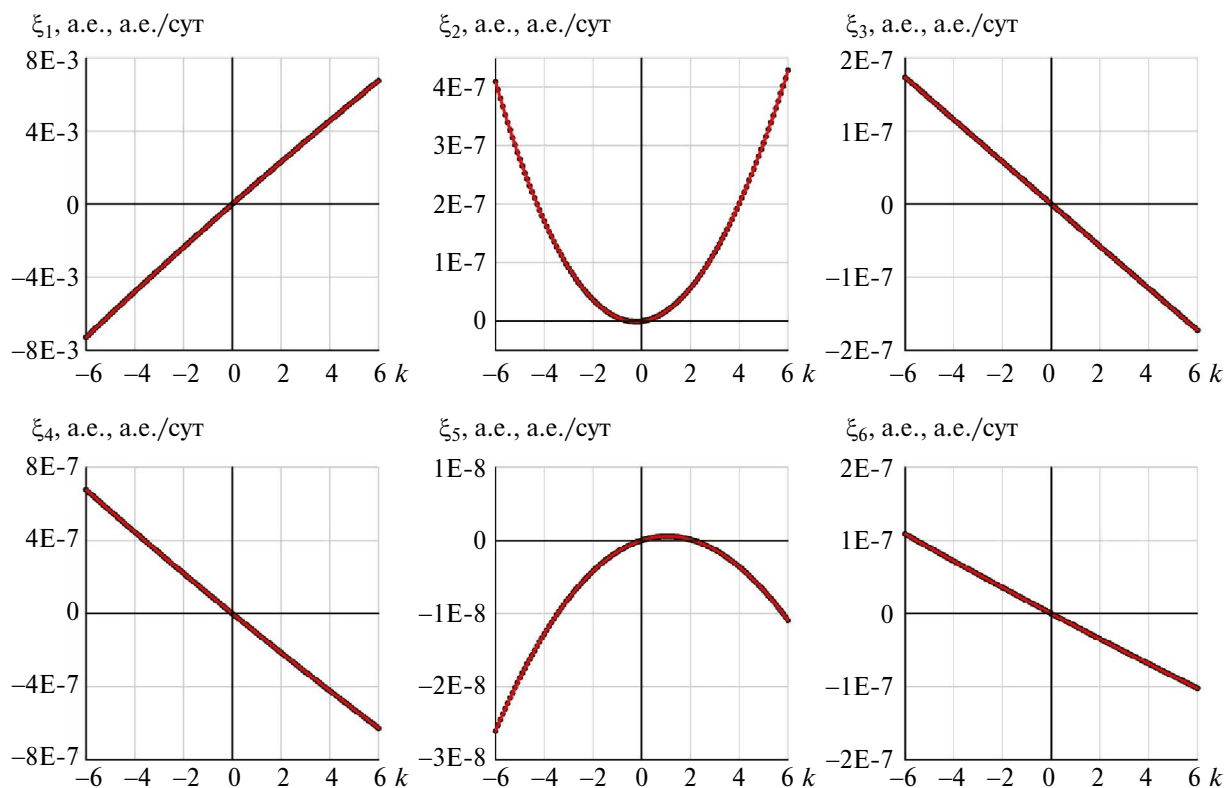 ξ1, а.е., а.е./сут
8E-3
4E-3
0
−4E-3
−8E-3
−6 −4 −2 0 2 4 6 k
ξ2, а.е., а.е./сут
4E-7
3E-7
2E-7
1E-7
0
−6 −4 −2 0 2 4 6 k
ξ3, а.е., а.е./сут
2E-7
1E-7
0
−1E-7
−2E-7
−6 −4 −2 0 2 4 6 k
ξ4, а.е., а.е./сут
8E-7
4E-7
0
−4E-7
−8E-7
−6 −4 −2 0 2 4 6 k
ξ5, а.е., а.е./сут
1E-8
0
−1E-8
−2E-8
−3E-8
−6 −4 −2 0 2 4 6 k
ξ6, а.е., а.е./сут
2E-7
1E-7
0
−1E-7
−2E-7
−6 −4 −2 0 2 4 6 k